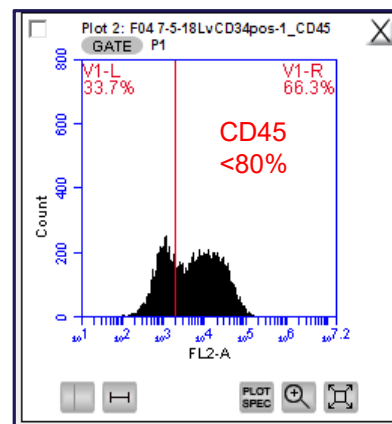 Plot 2: F04 7-5-18LvCD34pos-1_CD45
GATE P1
V1-L V1-R
33.7% 66.3%
CD45
<80%
800
600
400
200
0
Count
10^1 10^2 10^3 10^4 10^5 10^6 10^7.2
FL2-A
PLOT
SPEC